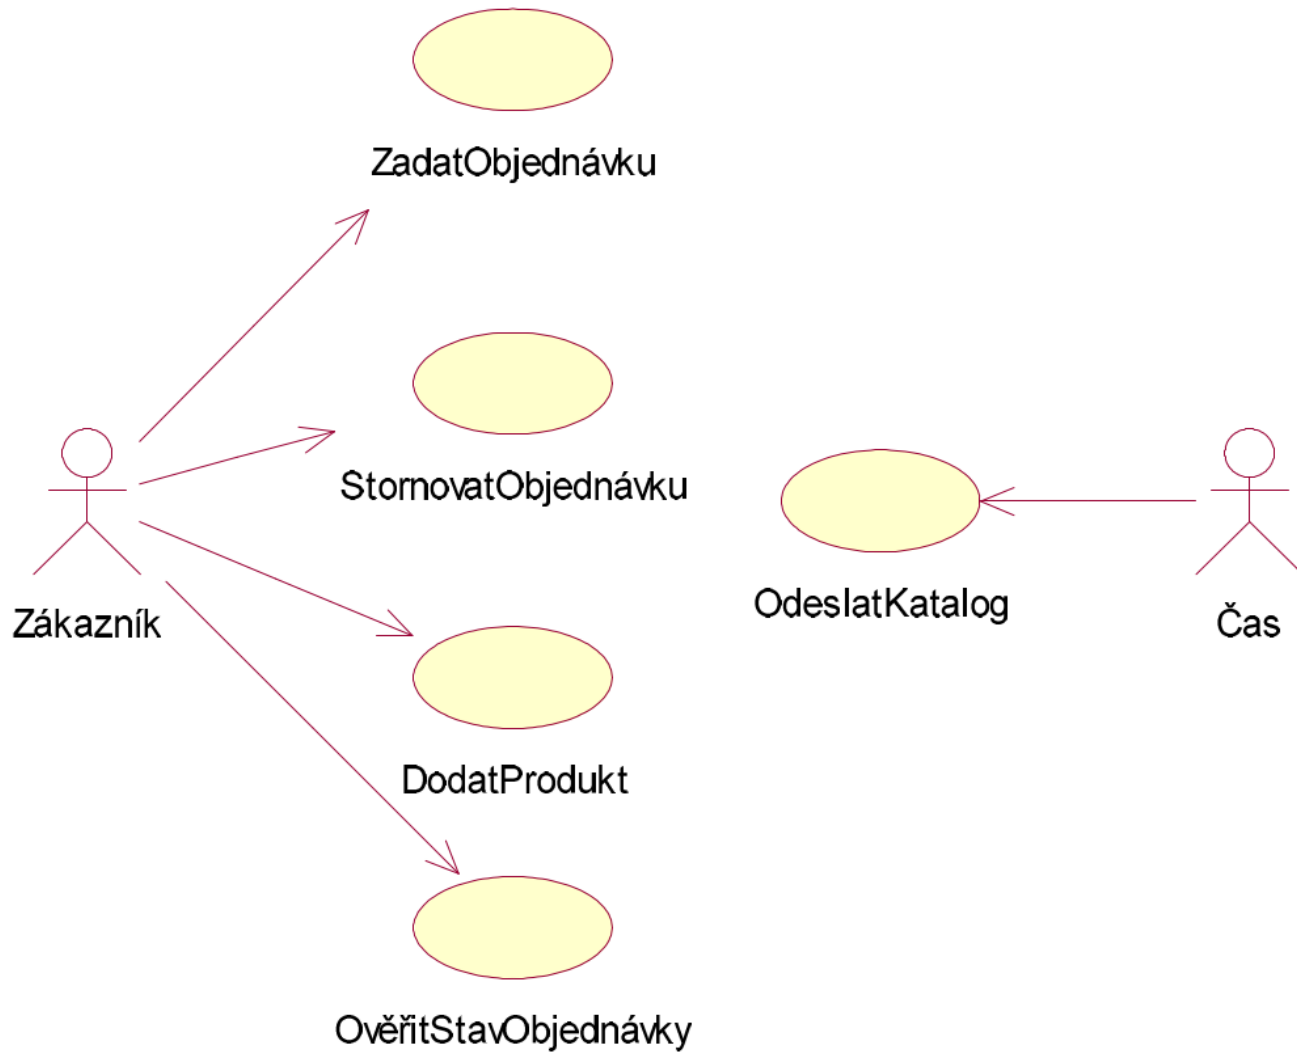 ZadatObjednávku
StornovatObjednávku
Zákazník
OdeslatKatalog
Čas
DodatProdukt
OvěřitStavObjednávky